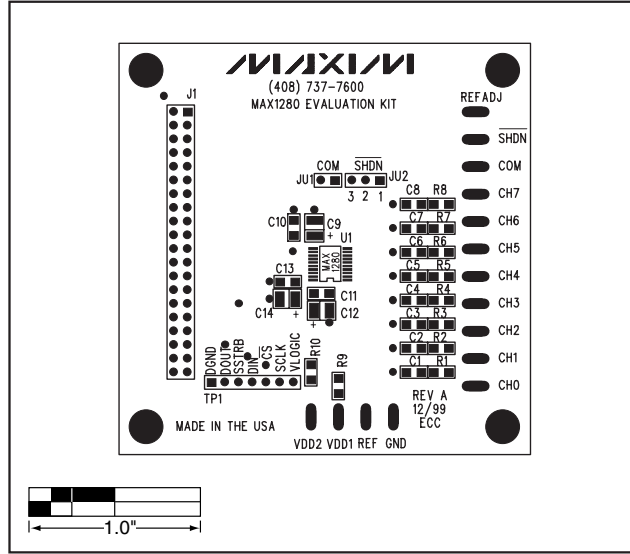 MAXIM
(408) 737-7600
MAX1280 EVALUATION KIT
J1
REFADJ
SHDN
COM
CH7
CH6
CH5
CH4
CH3
CH2
CH1
CH0
COM
SHDN
JU1
JU2
3 2 1
C8 R8
C7 R7
C6 R6
C5 R5
C4 R4
C3 R3
C2 R2
C1 R1
C10
C9
+
U1
MAX
1280
C13
C14
+
C11
C12
+
DGND
DOUT
SSTRB
DIN
CS
SCLK
VLOGIC
TP1
R10
R9
REV A
12/99
ECC
MADE IN THE USA
VDD2 VDD1 REF GND
1.0"